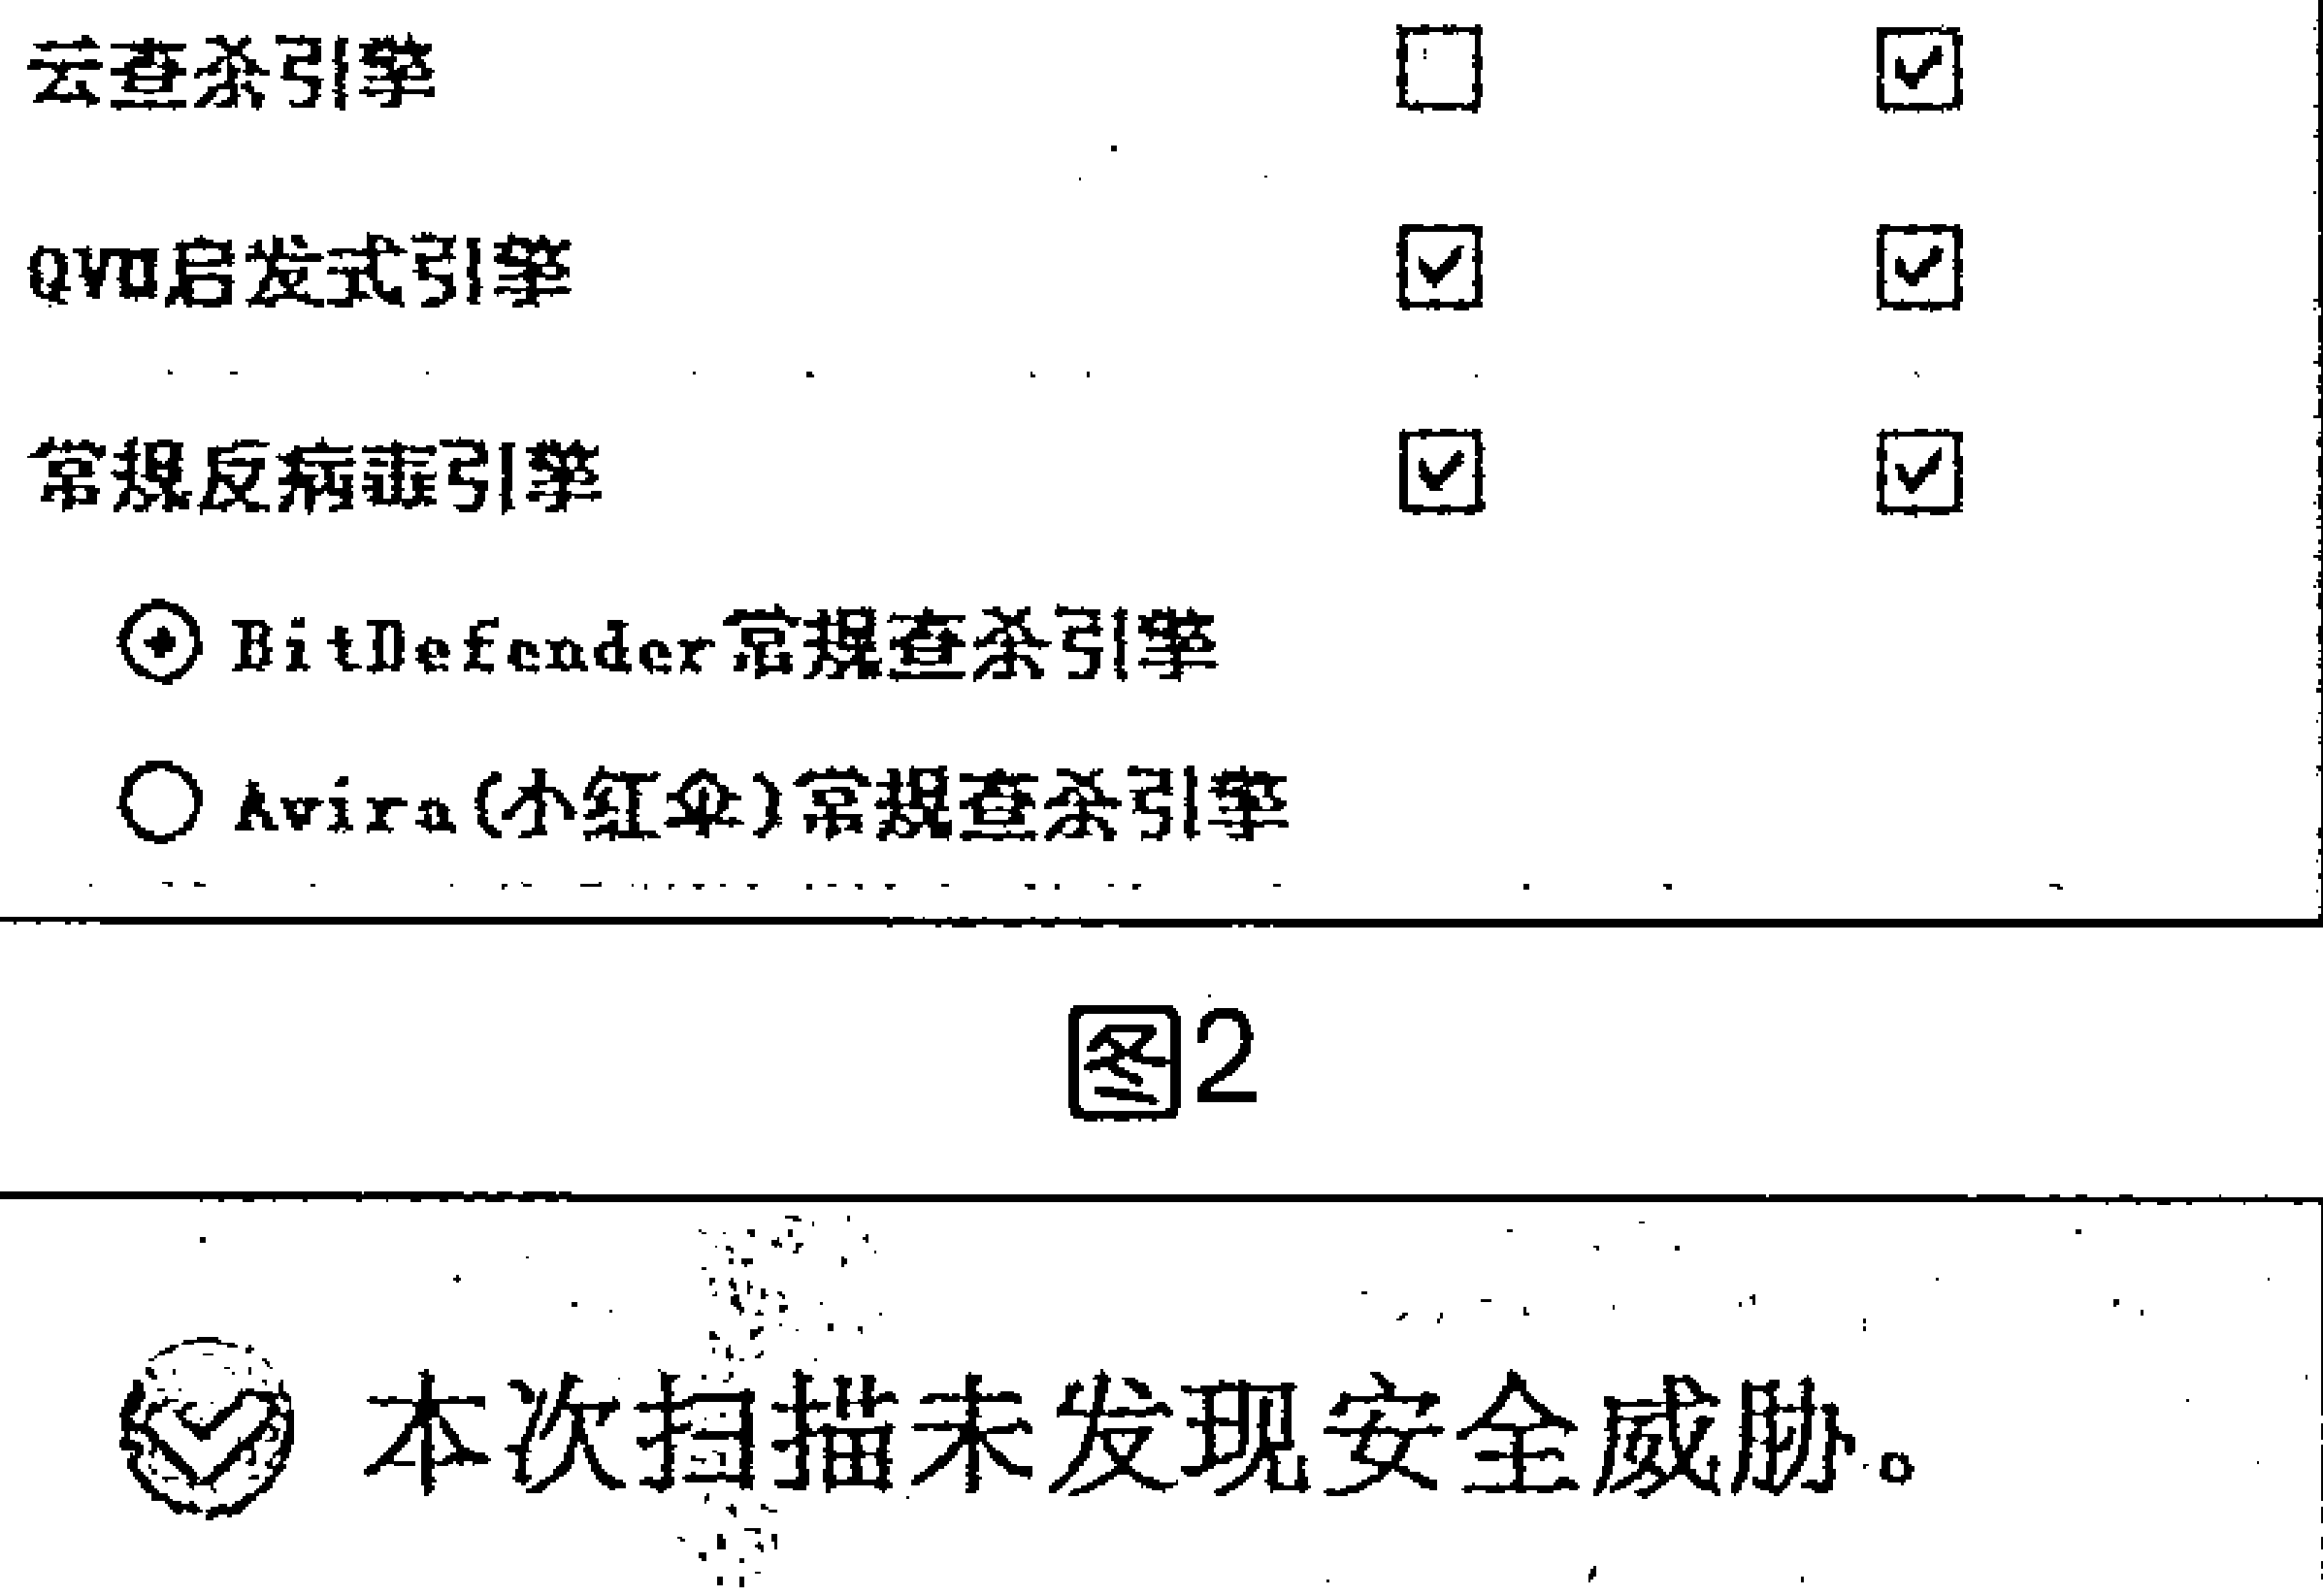 云查杀引擎
QVM启发式引擎
常规反病毒引擎
BitDefender常规查杀引擎
Avira(小红伞)常规查杀引擎
图2
本次扫描未发现安全威胁。